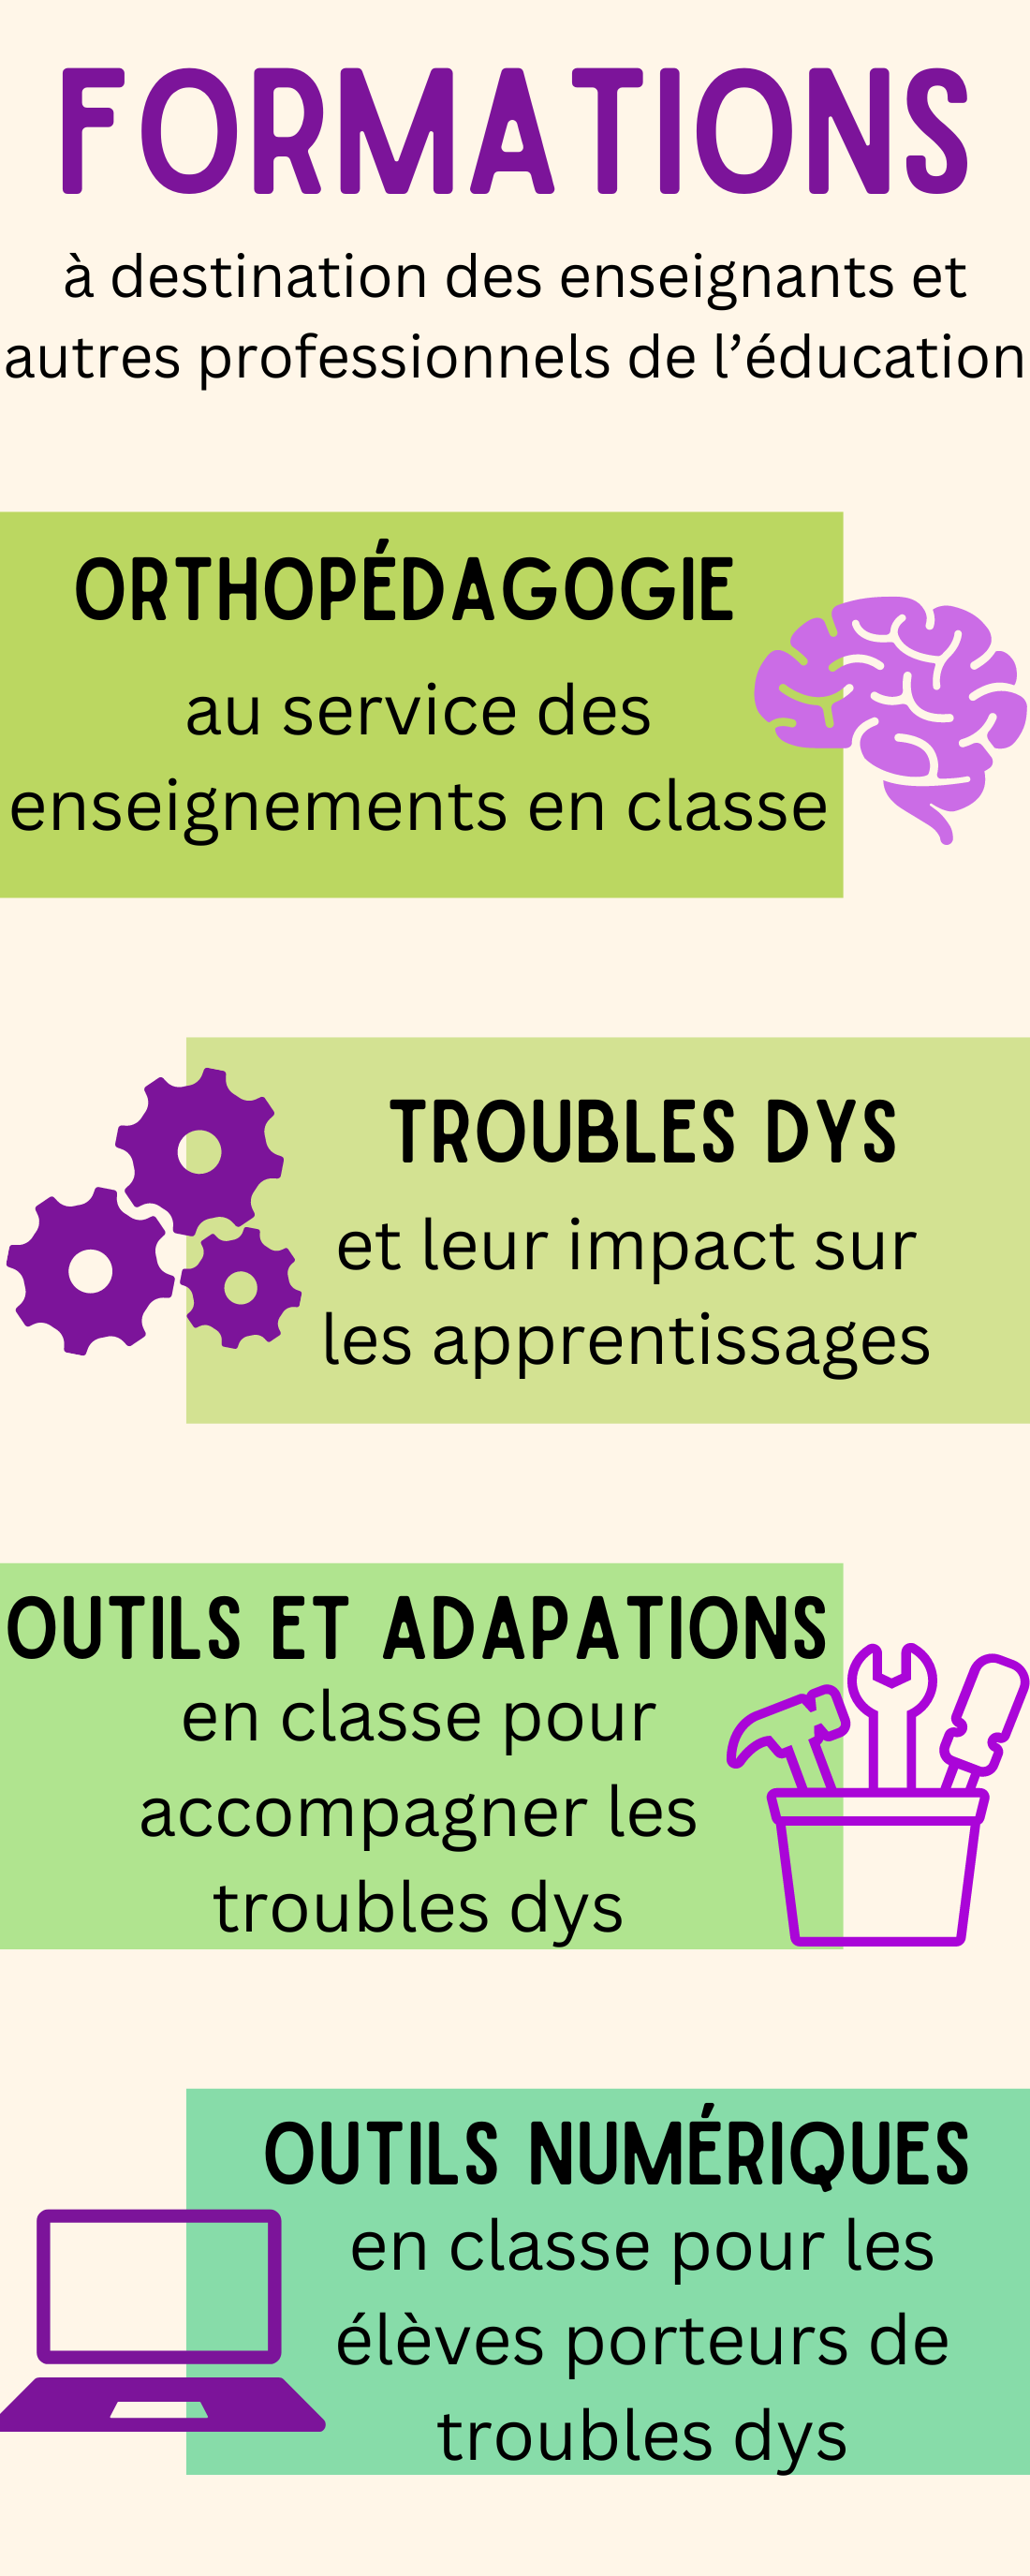 FORMATIONS
à destination des enseignants et
autres professionnels de l’éducation
ORTHOPÉDAGOGIE
au service des
enseignements en classe
TROUBLES DYS
et leur impact sur
les apprentissages
OUTILS ET ADAPATIONS
en classe pour
accompagner les
troubles dys
OUTILS NUMÉRIQUES
en classe pour les
élèves porteurs de
troubles dys